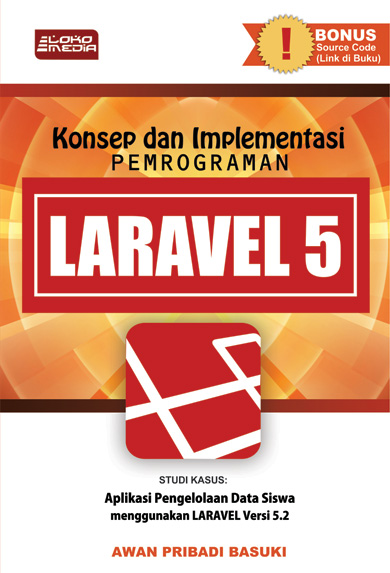 LOKO
MEDIA
BONUS
Source Code
(Link di Buku)
!
Konsep dan Implementasi
PEMROGRAMAN
LARAVEL 5
STUDI KASUS:
Aplikasi Pengelolaan Data Siswa
menggunakan LARAVEL Versi 5.2
AWAN PRIBADI BASUKI